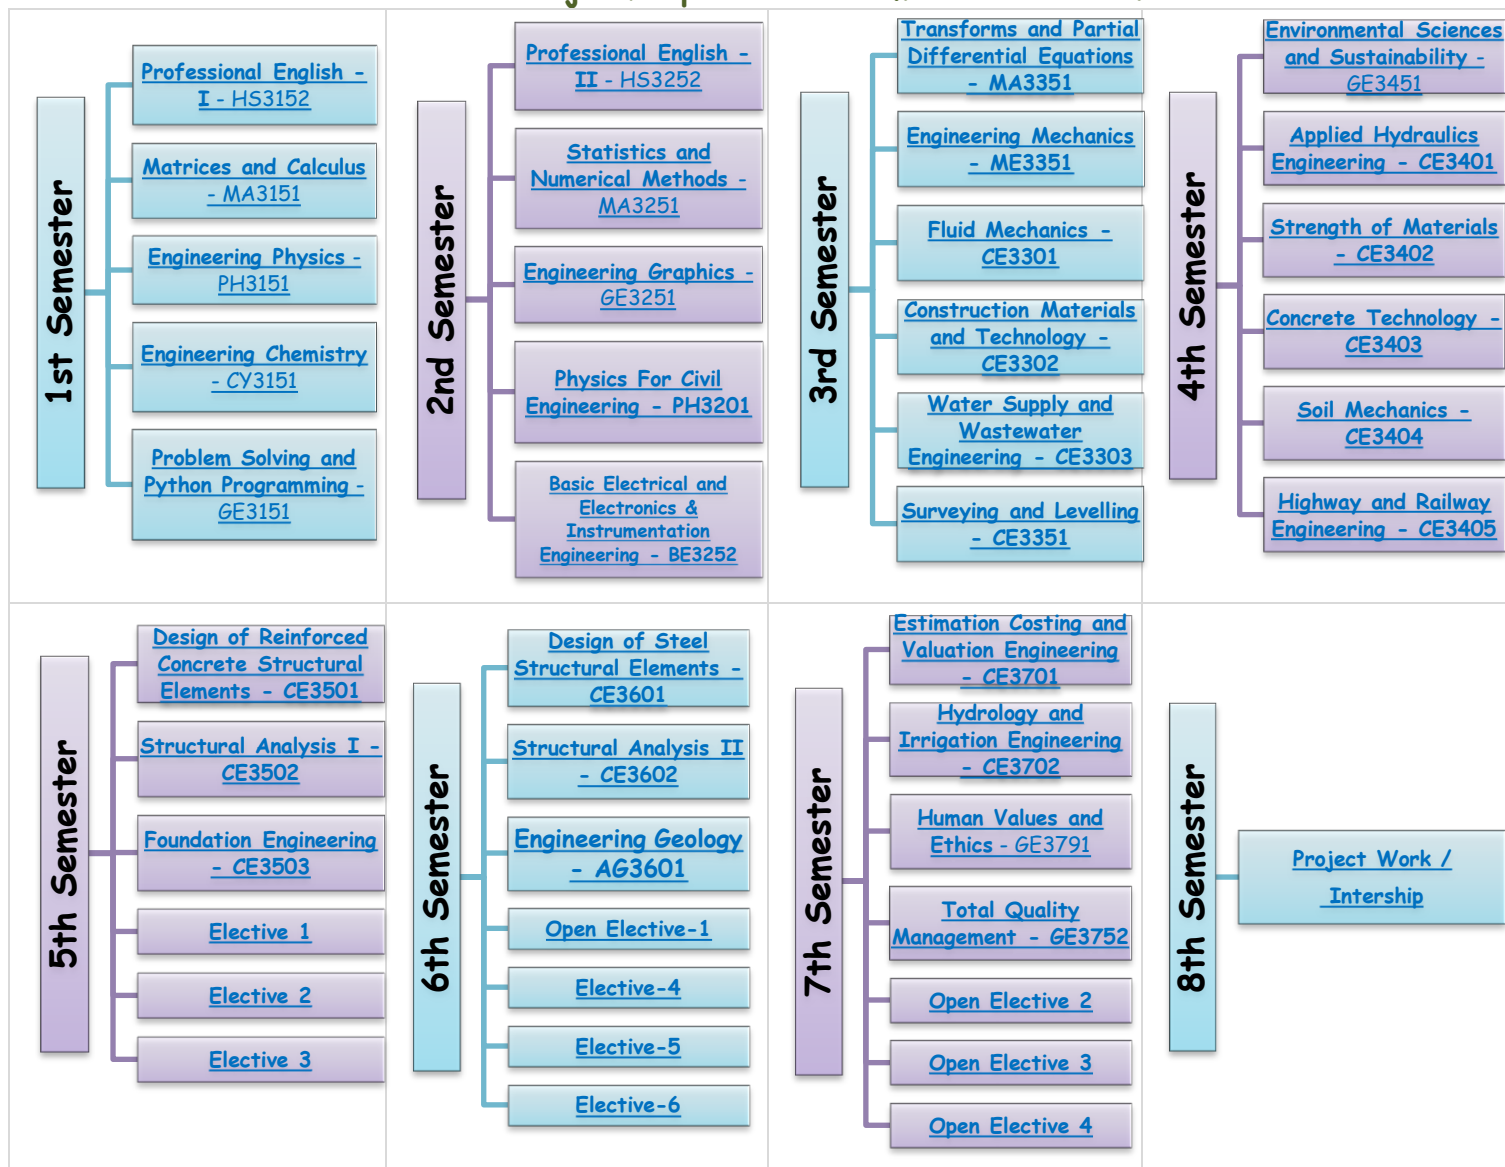 1st Semester
Professional English -
I - HS3152
Matrices and Calculus
- MA3151
Engineering Physics -
PH3151
Engineering Chemistry
- CY3151
Problem Solving and
Python Programming -
GE3151
2nd Semester
Professional English -
II - HS3252
Statistics and
Numerical Methods -
MA3251
Engineering Graphics -
GE3251
Physics For Civil
Engineering - PH3201
Basic Electrical and
Electronics &
Instrumentation
Engineering - BE3252
3rd Semester
Transforms and Partial
Differential Equations
- MA3351
Engineering Mechanics
- ME3351
Fluid Mechanics -
CE3301
Construction Materials
and Technology -
CE3302
Water Supply and
Wastewater
Engineering - CE3303
Surveying and Levelling
- CE3351
4th Semester
Environmental Sciences
and Sustainability -
GE3451
Applied Hydraulics
Engineering - CE3401
Strength of Materials
- CE3402
Concrete Technology -
CE3403
Soil Mechanics -
CE3404
Highway and Railway
Engineering - CE3405
5th Semester
Design of Reinforced
Concrete Structural
Elements - CE3501
Structural Analysis I -
CE3502
Foundation Engineering
- CE3503
Elective 1
Elective 2
Elective 3
6th Semester
Design of Steel
Structural Elements -
CE3601
Structural Analysis II
- CE3602
Engineering Geology
- AG3601
Open Elective-1
Elective-4
Elective-5
Elective-6
7th Semester
Estimation Costing and
Valuation Engineering
- CE3701
Hydrology and
Irrigation Engineering
- CE3702
Human Values and
Ethics - GE3791
Total Quality
Management - GE3752
Open Elective 2
Open Elective 3
Open Elective 4
8th Semester
Project Work /
Intership